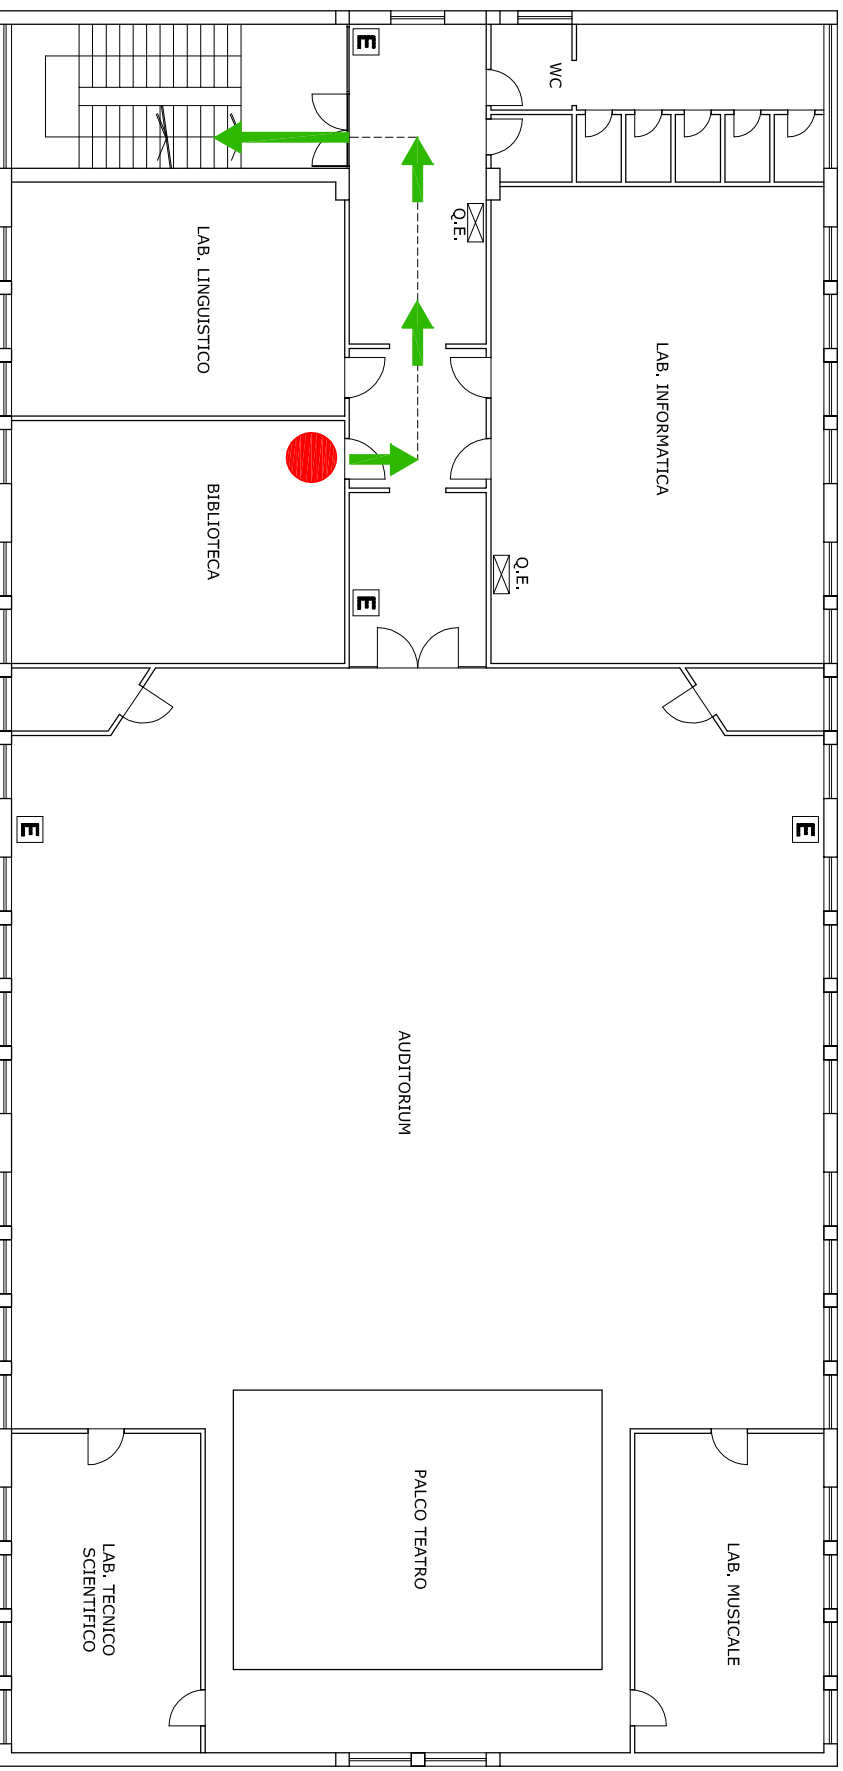 E
WC
Q.E.
LAB. LINGUISTICO
LAB. INFORMATICA
BIBLIOTECA
Q.E.
E
E
E
AUDITORIUM
PALCO TEATRO
LAB. TECNICO
SCIENTIFICO
LAB. MUSICALE